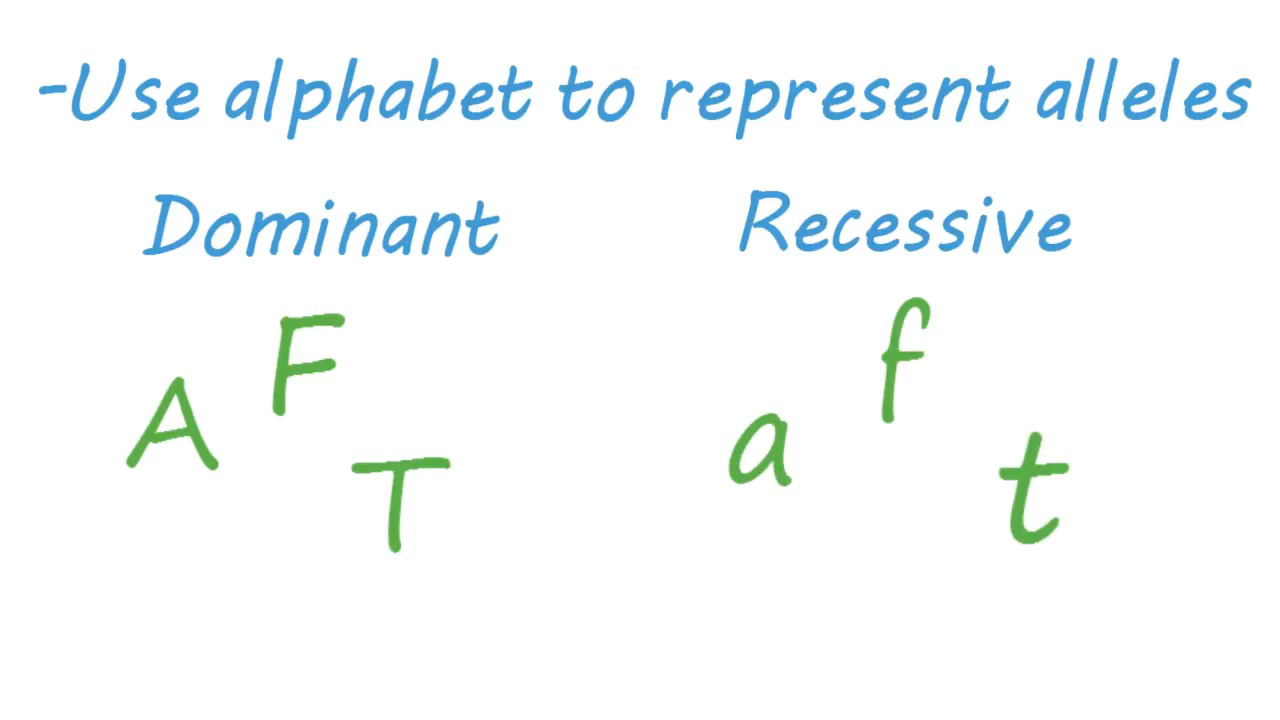 -Use alphabet to represent alleles
Dominant Recessive
F f
A a
T t